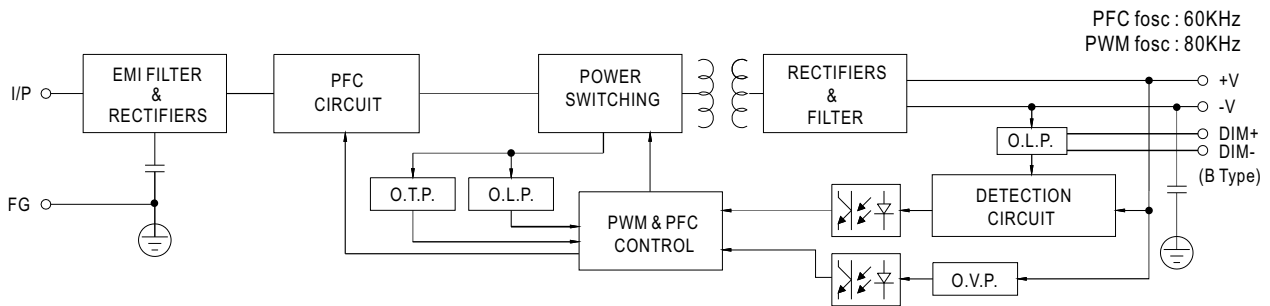 PFC fosc : 60KHz
PWM fosc : 80KHz
I/P
EMI FILTER
&
RECTIFIERS
PFC
CIRCUIT
POWER
SWITCHING
RECTIFIERS
&
FILTER
+V
-V
DIM+
DIM-
(B Type)
O.L.P.
O.T.P.
O.L.P.
DETECTION
CIRCUIT
FG
PWM & PFC
CONTROL
O.V.P.